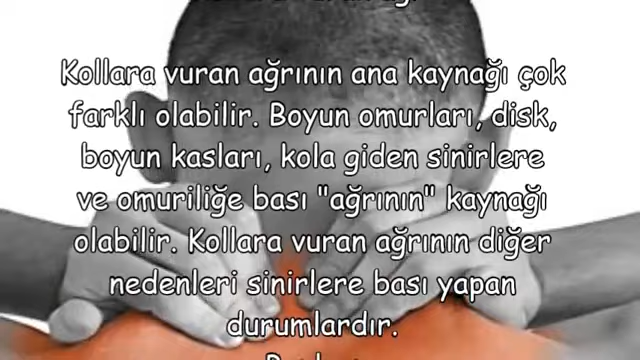 Kollara vuran ağrının ana kaynağı çok
farklı olabilir. Boyun omurları, disk,
boyun kasları, kola giden sinirlere
ve omuriliğe bası "ağrının" kaynağı
olabilir. Kollara vuran ağrının diğer
nedenleri sinirlere bası yapan
durumlardır.